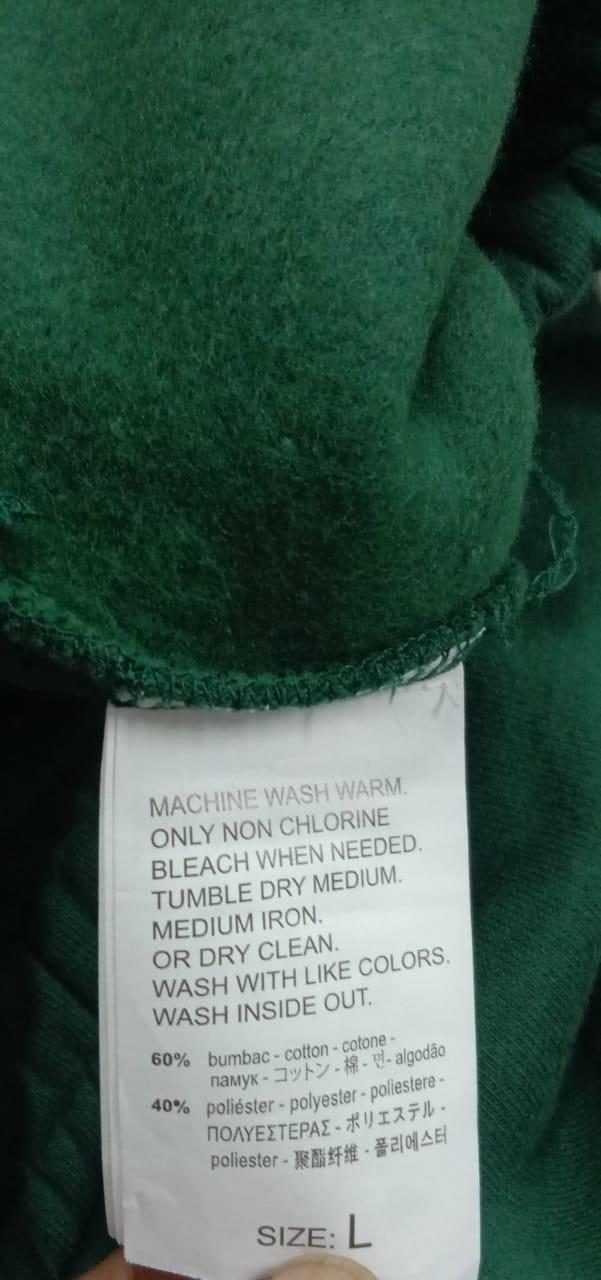 MACHINE WASH WARM.
ONLY NON CHLORINE
BLEACH WHEN NEEDED.
TUMBLE DRY MEDIUM.
MEDIUM IRON.
OR DRY CLEAN.
WASH WITH LIKE COLORS.
WASH INSIDE OUT.
60% bumbac - cotton - cotone -
памук - コットン - 棉 - 면 - algodão
40% poliéster - polyester - poliestere -
ΠΟΛΥΕΣΤΕΡΑΣ - ポリエステル -
poliester - 聚酯纤维 - 폴리에스터
SIZE: L